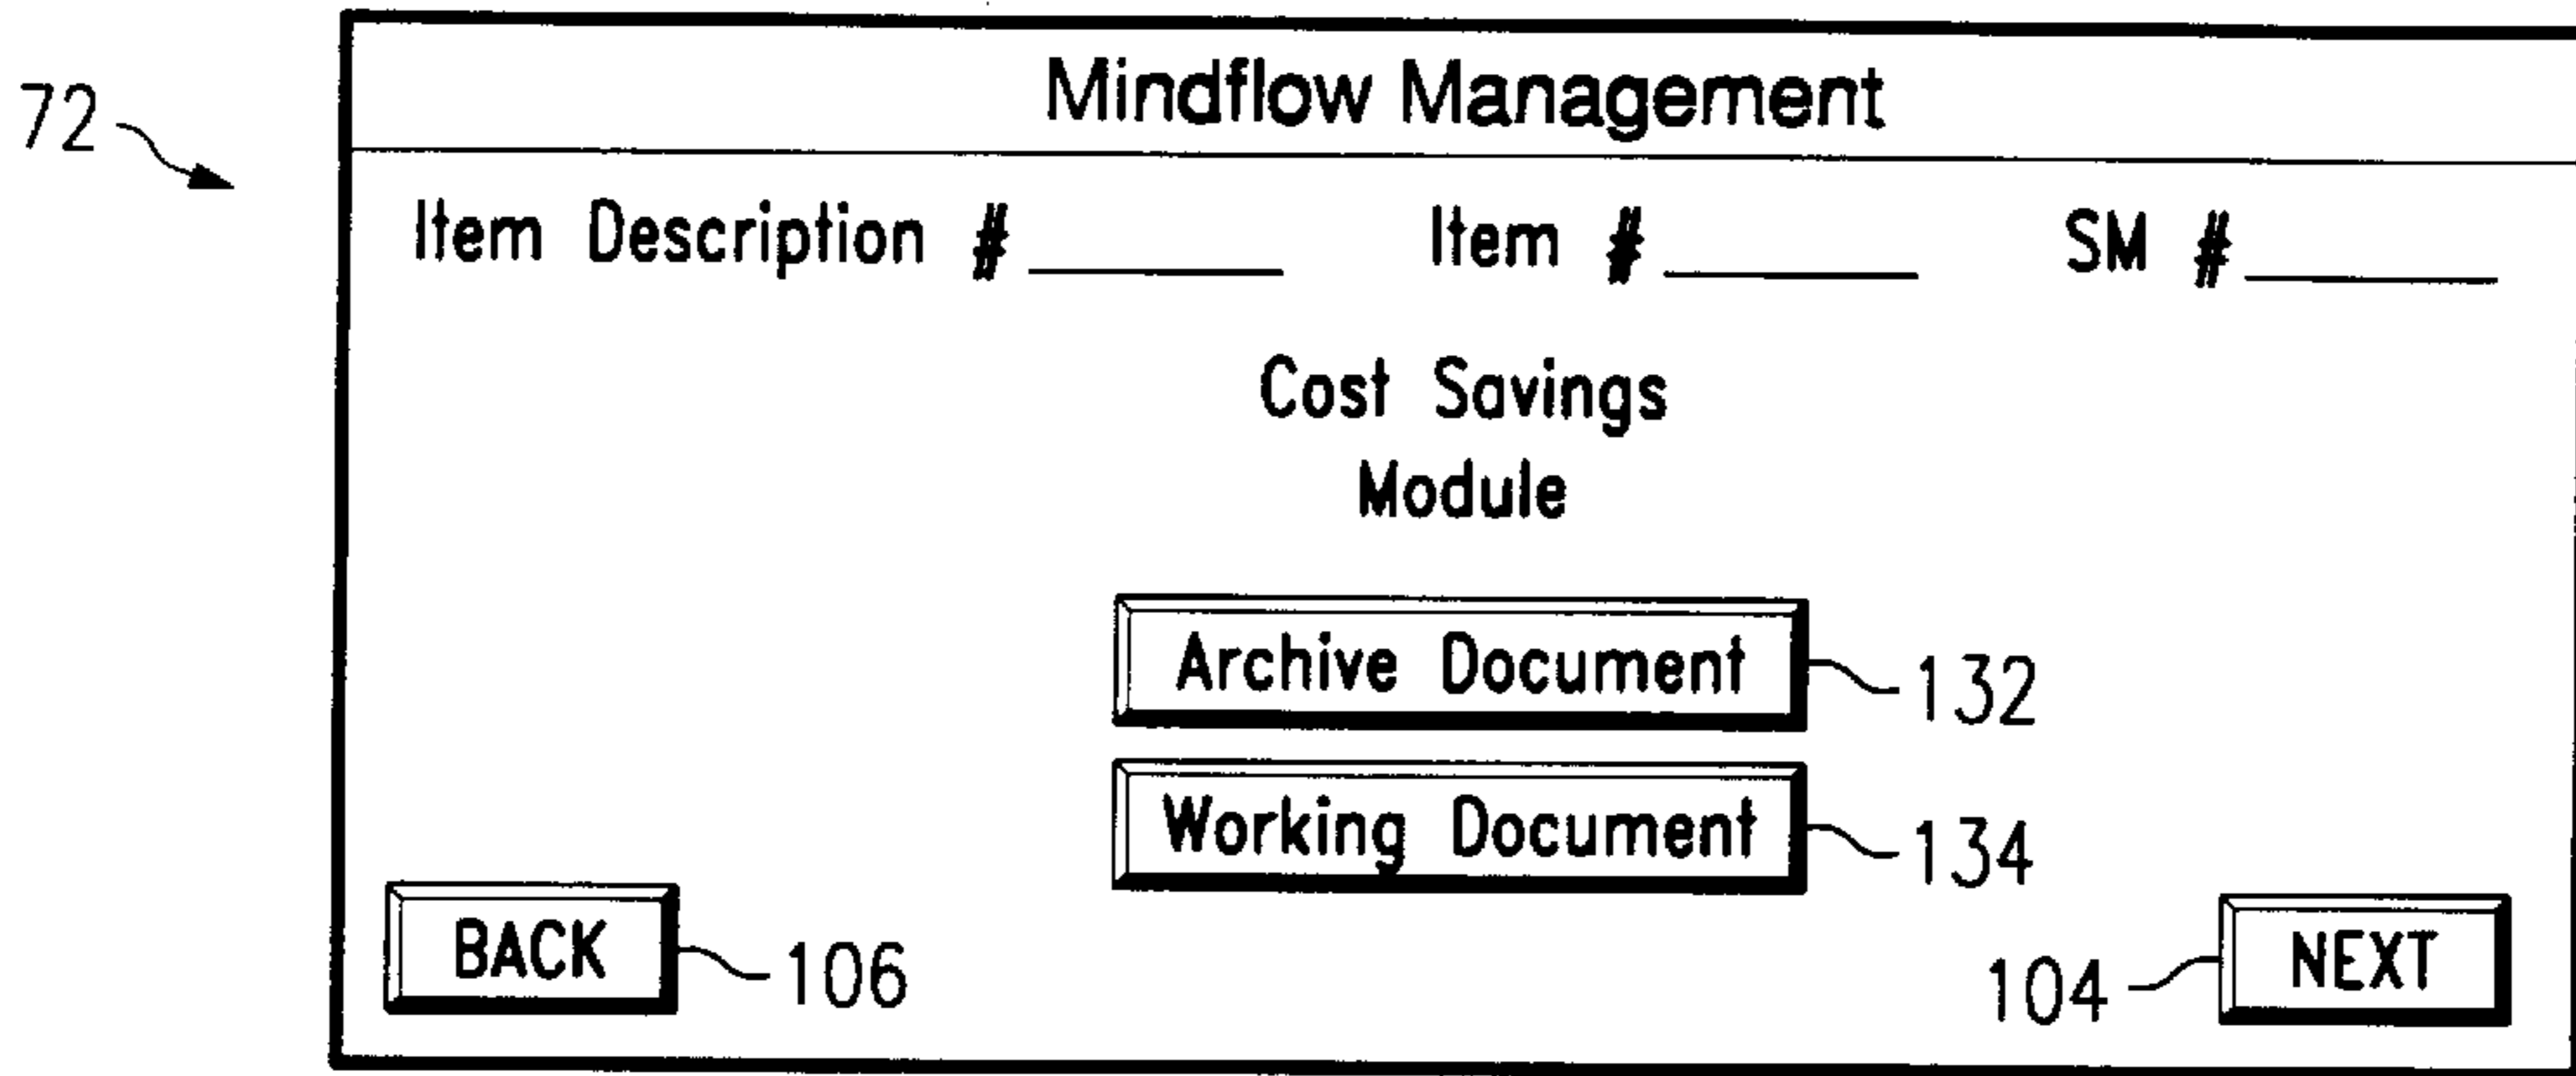 Mindflow Management
72
Item Description #______ Item #______ SM #______
Cost Savings
Module
Archive Document 132
Working Document 134
BACK 106 104 NEXT